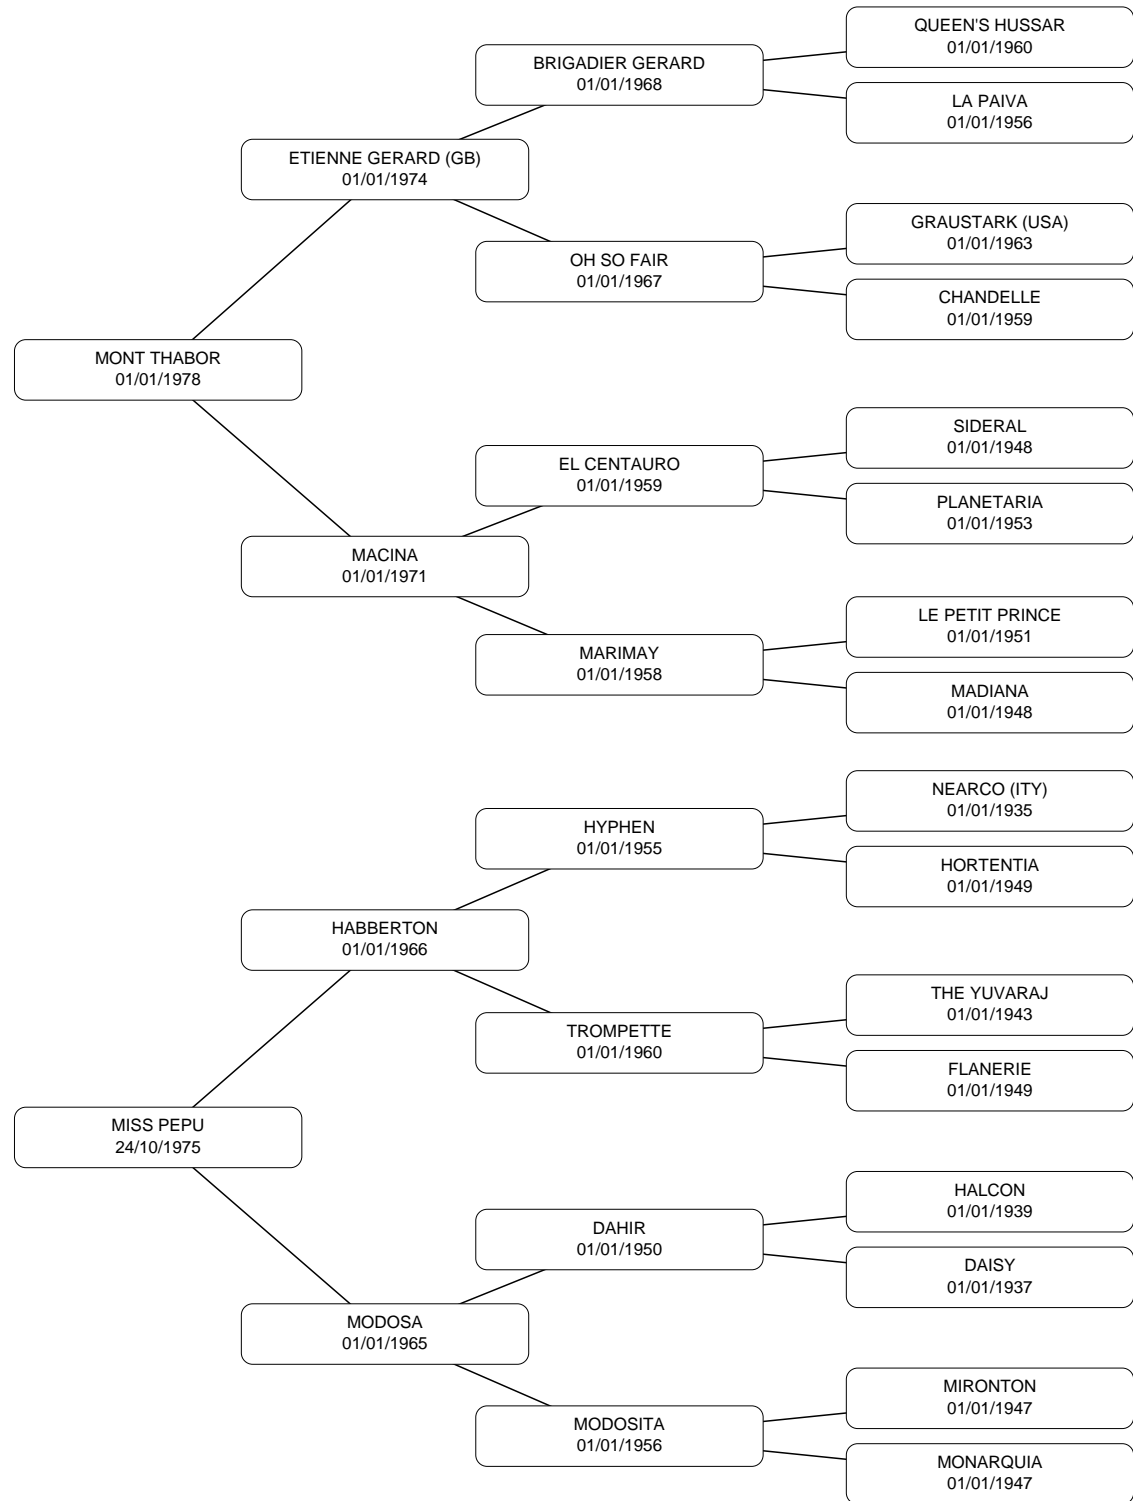 QUEEN'S HUSSAR
01/01/1960
BRIGADIER GERARD
01/01/1968
LA PAIVA
01/01/1956
ETIENNE GERARD (GB)
01/01/1974
GRAUSTARK (USA)
01/01/1963
OH SO FAIR
01/01/1967
CHANDELLE
01/01/1959
MONT THABOR
01/01/1978
SIDERAL
01/01/1948
EL CENTAURO
01/01/1959
PLANETARIA
01/01/1953
MACINA
01/01/1971
LE PETIT PRINCE
01/01/1951
MARIMAY
01/01/1958
MADIANA
01/01/1948
NEARCO (ITY)
01/01/1935
HYPHEN
01/01/1955
HORTENTIA
01/01/1949
HABBERTON
01/01/1966
THE YUVARAJ
01/01/1943
TROMPETTE
01/01/1960
FLANERIE
01/01/1949
MISS PEPU
24/10/1975
HALCON
01/01/1939
DAHIR
01/01/1950
DAISY
01/01/1937
MODOSA
01/01/1965
MIRONTON
01/01/1947
MODOSITA
01/01/1956
MONARQUIA
01/01/1947